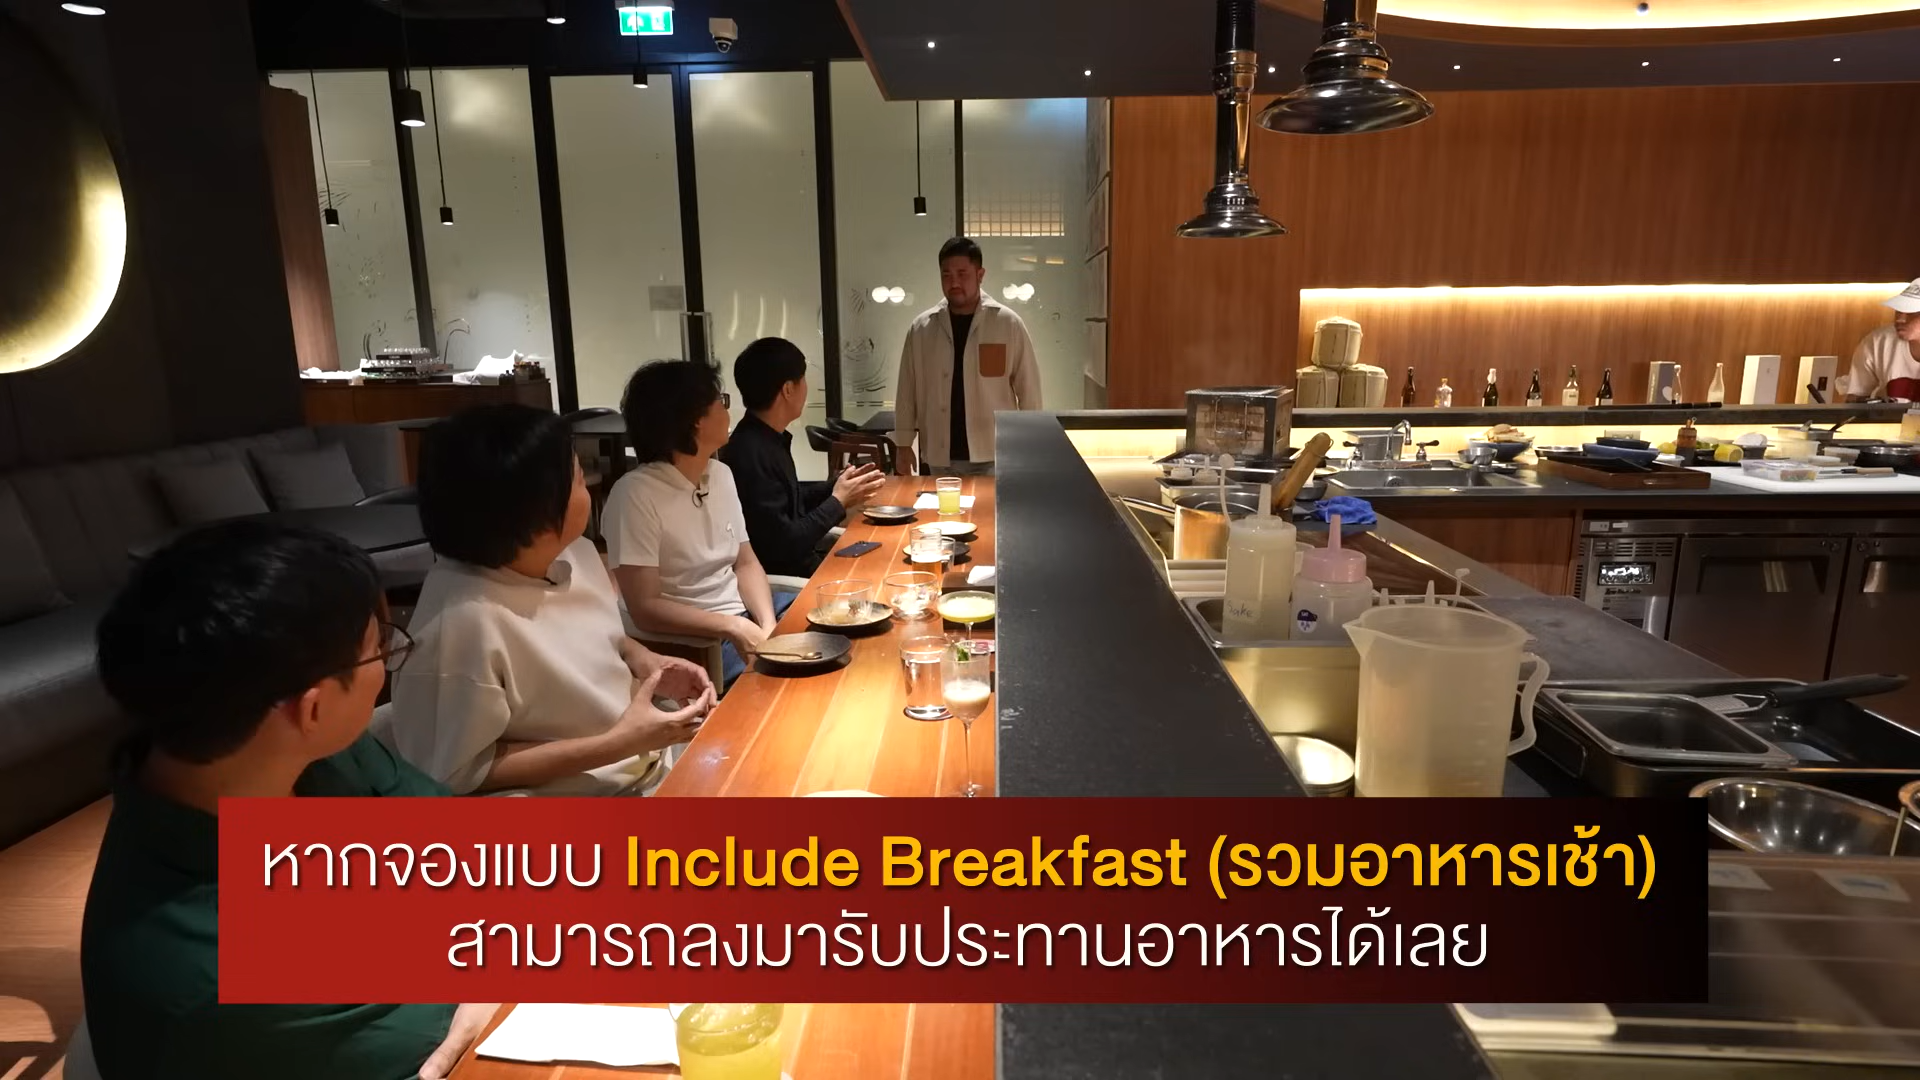 หากจองแบบ Include Breakfast (รวมอาหารเช้า)
สามารถลงมารับประทานอาหารได้เลย
Sake